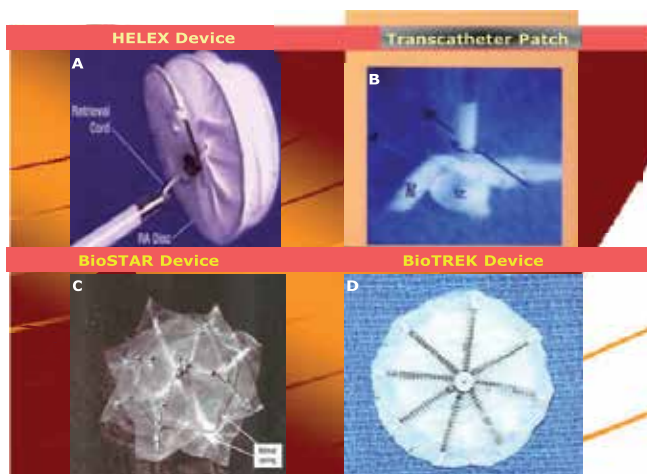 HELEX Device
Transcatheter Patch
A
Retrieval
Cord
RA Disc
B
BioSTAR Device
BioTREK Device
C
D